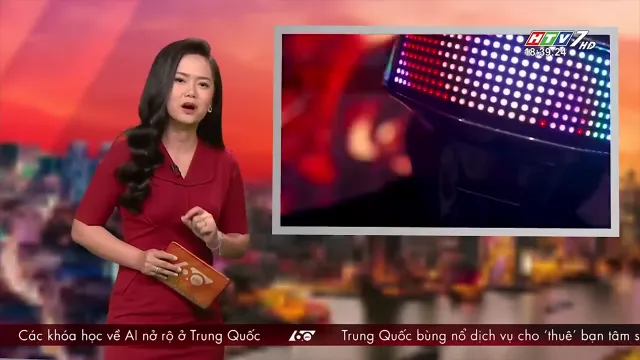 HTV7 HD
18:39:24
Các khóa học về AI nở rộ ở Trung Quốc 60 Trung Quốc bùng nổ dịch vụ cho 'thuê' bạn tâm s